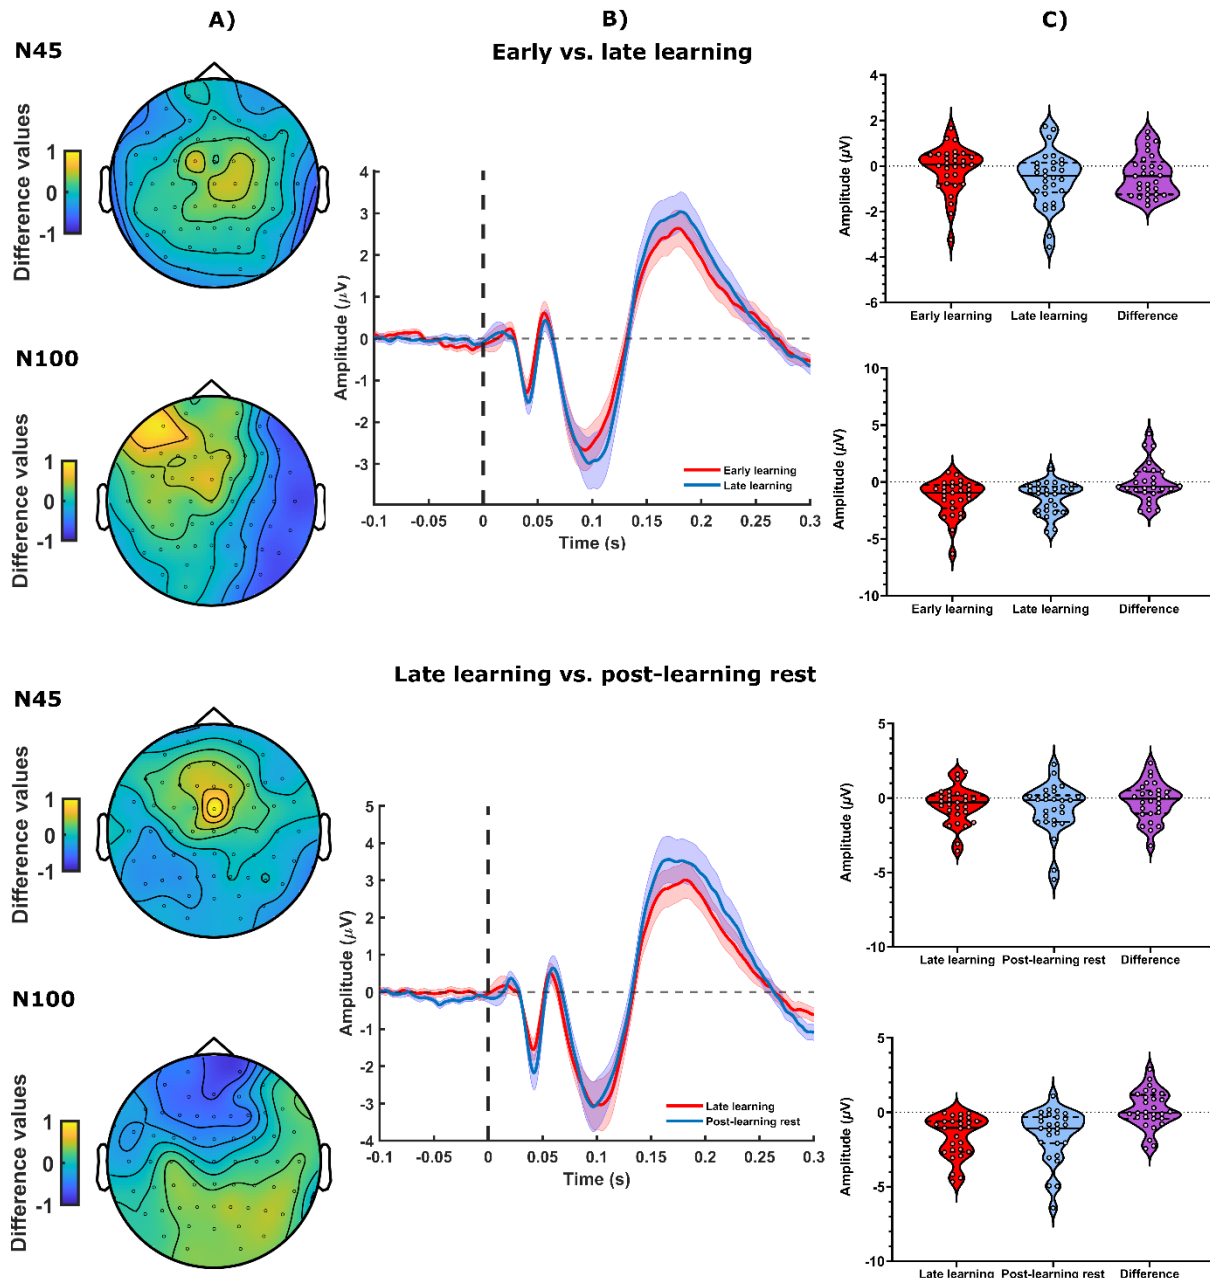 A)
B)
C)
Early vs. late learning
N45
Difference values
1
0
-1
N100
Difference values
1
0
-1
4
3
2
1
0
-1
-2
-3
Amplitude (μV)
-0.1
-0.05
0
0.05
0.1
0.15
0.2
0.25
0.3
Time (s)
Early learning
Late learning
4
2
0
-2
-4
-6
Amplitude (μV)
Early learning
Late learning
Difference
10
5
0
-5
-10
Amplitude (μV)
Early learning
Late learning
Difference
Late learning vs. post-learning rest
N45
Difference values
1
0
-1
N100
Difference values
1
0
-1
5
4
3
2
1
0
-1
-2
-3
-4
Amplitude (μV)
-0.1
-0.05
0
0.05
0.1
0.15
0.2
0.25
0.3
Time (s)
Late learning
Post-learning rest
5
0
-5
-10
Amplitude (μV)
Late learning
Post-learning rest
Difference
5
0
-5
-10
Amplitude (μV)
Late learning
Post-learning rest
Difference